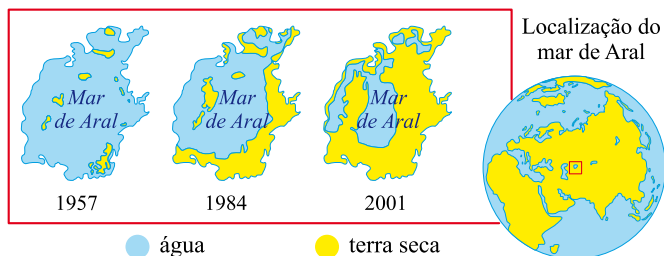 Localização do
mar de Aral
Mar
de Aral
Mar
de Aral
Mar
de Aral
1957
1984
2001
água
terra seca